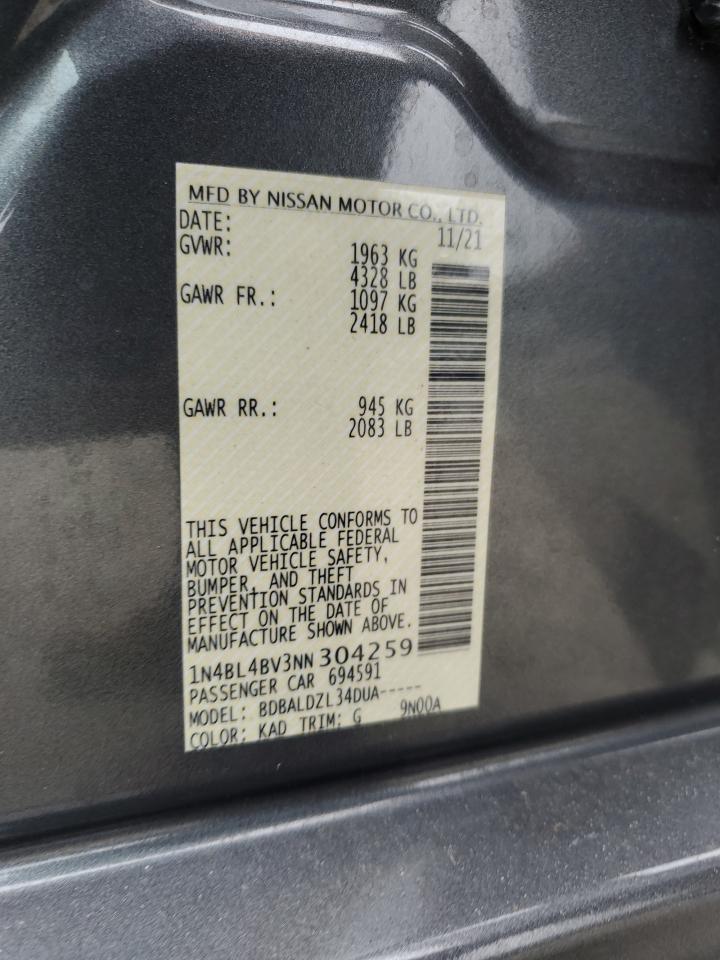 MFD BY NISSAN MOTOR CO., LTD.
DATE: 11/21
GVWR: 1963 KG
4328 LB
GAWR FR.: 1097 KG
2418 LB
GAWR RR.: 945 KG
2083 LB
THIS VEHICLE CONFORMS TO
ALL APPLICABLE FEDERAL
MOTOR VEHICLE SAFETY,
BUMPER, AND THEFT
PREVENTION STANDARDS IN
EFFECT ON THE DATE OF
MANUFACTURE SHOWN ABOVE.
1N4BL4BV3NN304259
PASSENGER CAR 694591
MODEL: BDBALDZL34DUA-----
COLOR: KAD TRIM: G 9N00A